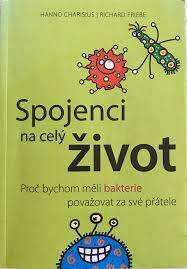 HANNO CHARISIUS | RICHARD FRIEBE
Spojenci
na celý
život
Proč bychom měli bakterie
považovat za své přátele